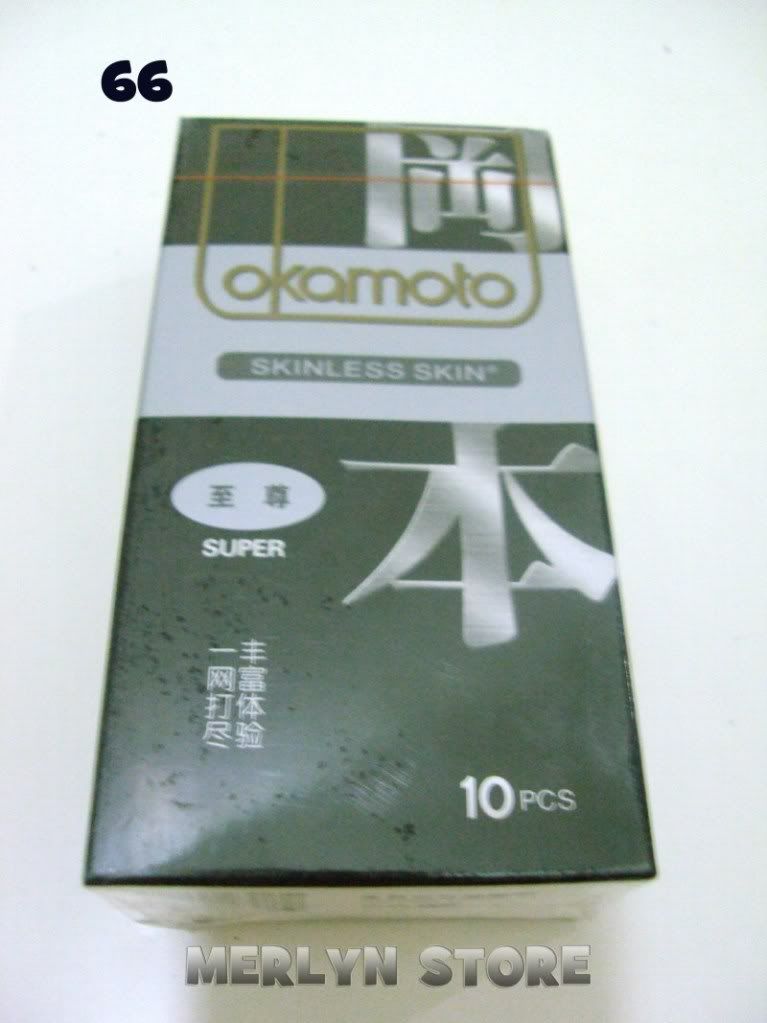 66
岡
okamoto
SKINLESS SKIN®
本
至尊
SUPER
丰富体验
一网打尽
10 PCS
MERLYN STORE